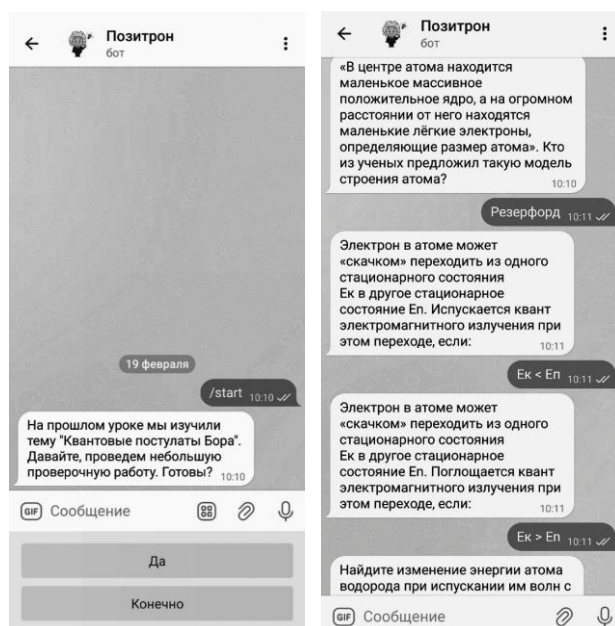 Позитрон
бот
19 февраля
/start 10:10
На прошлом уроке мы изучили
тему "Квантовые постулаты Бора".
Давайте, проведем небольшую
проверочную работу. Готовы? 10:10
GIF Сообщение
Да
Конечно
Позитрон
бот
«В центре атома находится
маленькое массивное
положительное ядро, а на огромном
расстоянии от него находятся
маленькие лёгкие электроны,
определяющие размер атома». Кто
из ученых предложил такую модель
строения атома? 10:10
Резерфорд 10:11
Электрон в атоме может
«скачком» переходить из одного
стационарного состояния
Ек в другое стационарное
состояние Еп. Испускается квант
электромагнитного излучения при
этом переходе, если: 10:11
Ек < Еп 10:11
Электрон в атоме может
«скачком» переходить из одного
стационарного состояния
Ек в другое стационарное
состояние Еп. Поглощается квант
электромагнитного излучения при
этом переходе, если: 10:11
Ек > Еп 10:11
Найдите изменение энергии атома
водорода при испускании им волн с
GIF Сообщение